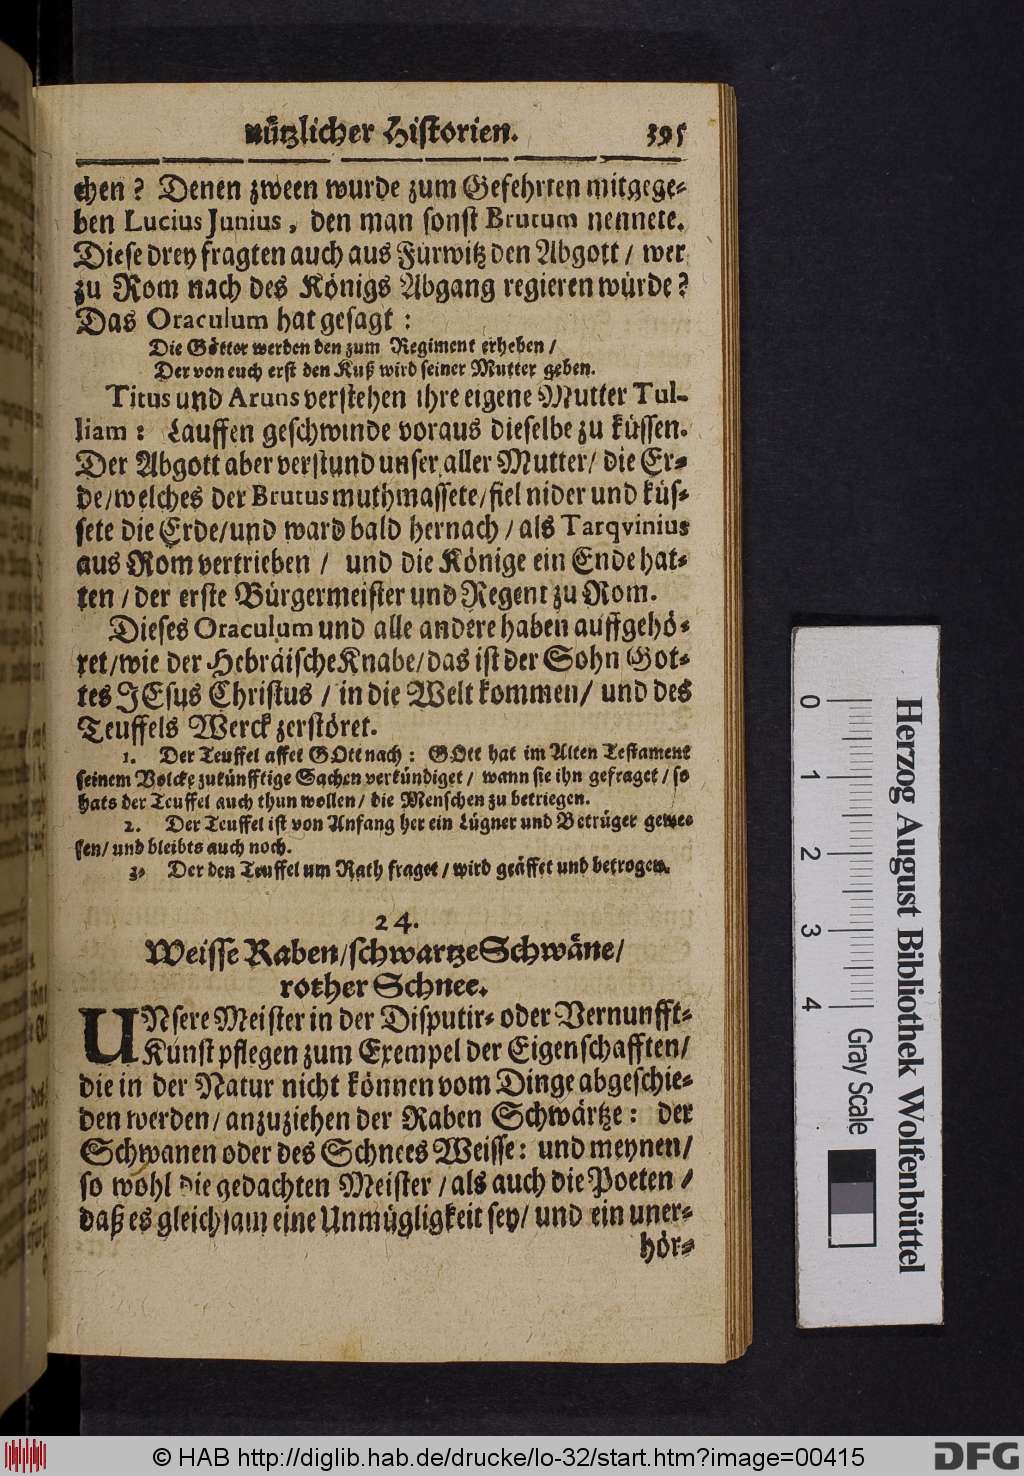 nützlicher Historien. 395
chen? Denen zween wurde zum Gefehrten mitgege-
ben Lucius Junius, den man sonst Brutum nennete.
Diese drey fragten auch aus Fürwitz den Abgott / wer
zu Rom nach des Königs Abgang regieren würde?
Das Oraculum hat gesagt:
Die Götter werden den zum Regiment erheben /
Der von euch erst den Kuß wird seiner Mutter geben.
Titus und Aruns verstehen ihre eigene Mutter Tul-
liam: Lauffen geschwinde voraus dieselbe zu küssen.
Der Abgott aber verstund unser aller Mutter / die Er-
de / welches der Brutus muthmassete / fiel nider und küs-
sete die Erde / und ward bald hernach / als Tarqvinius
aus Rom vertrieben / und die Könige ein Ende hat-
ten / der erste Bürgermeister und Regent zu Rom.
Dieses Oraculum und alle andere haben auffgehö-
ret / wie der Hebräische Knabe / das ist der Sohn Got-
tes JEsus Christus / in die Welt kommen / und des
Teuffels Werck zerstöret.
1. Der Teuffel affet GOtt nach: GOtt hat im Alten Testament
seinem Volcke zukünfftige Sachen verkündiget / wann sie ihn gefraget / so
hats der Teuffel auch thun wollen / die Menschen zu betriegen.
2. Der Teuffel ist von Anfang her ein Lügner und Betrüger gewe-
sen / und bleibts auch noch.
3. Der den Teuffel um Rath fraget / wird geäffet und betrogen.
24.
Weisse Raben / schwartze Schwäne /
rother Schnee.
UNsere Meister in der Disputir- oder Vernunfft-
Kunst pflegen zum Exempel der Eigenschafften /
die in der Natur nicht können vom Dinge abgeschie-
den werden / anzuziehen der Raben Schwärtze: der
Schwanen oder des Schnees Weisse: und meynen /
so wohl die gedachten Meister / als auch die Poeten /
daß es gleichsam eine Unmügligkeit sey / und ein uner-
hör-
0 1 2 3 4
Herzog August Bibliothek Wolfenbüttel
Gray Scale
© HAB http://diglib.hab.de/drucke/lo-32/start.htm?image=00415
DFG